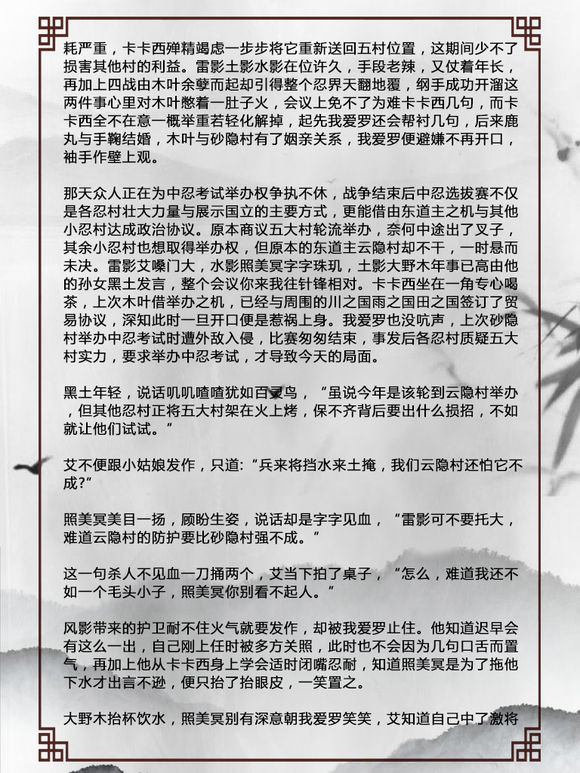 耗严重，卡卡西殚精竭虑一步步将它重新送回五村位置，这期间少不了
损害其他村的利益。雷影土影水影在位许久，手段老辣，又仗着年长，
再加上四战由木叶余孽而起却引得整个忍界天翻地覆，纲手成功开溜这
两件事心里对木叶憋着一肚子火，会议上免不了为难卡卡西几句，而卡
卡西全不在意一概举重若轻化解掉，起先我爱罗还会帮衬几句，后来鹿
丸与手鞠结婚，木叶与砂隐村有了姻亲关系，我爱罗便避嫌不再开口，
袖手作壁上观。
那天众人正在为中忍考试举办权争执不休，战争结束后中忍选拔赛不仅
是各忍村壮大力量与展示国立的主要方式，更能借由东道主之机与其他
小忍村达成政治协议。原本商议五大村轮流举办，奈何中途出了叉子，
其余小忍村也想取得举办权，但原本的东道主云隐村却不干，一时悬而
未决。雷影艾嗓门大，水影照美冥字字珠玑，土影大野木年事已高由他
的孙女黑土发言，整个会议你来我往针锋相对。卡卡西坐在一角专心喝
茶，上次木叶借举办之机，已经与周围的川之国雨之国田之国签订了贸
易协议，深知此时一旦开口便是惹祸上身。我爱罗也没吭声，上次砂隐
村举办中忍考试时遭外敌入侵，比赛匆匆结束，事发后各忍村质疑五大
村实力，要求举办中忍考试，才导致今天的局面。
黑土年轻，说话叽叽喳喳犹如百灵鸟，“虽说今年是该轮到云隐村举办
，但其他忍村正将五大村架在火上烤，保不齐背后要出什么损招，不如
就让他们试试。”
艾不便跟小姑娘发作，只道:“兵来将挡水来土掩，我们云隐村还怕它不
成?”
照美冥美目一扬，顾盼生姿，说话却是字字见血，“雷影可不要托大，
难道云隐村的防护要比砂隐村强不成。”
这一句杀人不见血一刀捅两个，艾当下拍了桌子，“怎么，难道我还不
如一个毛头小子，照美冥你别看不起人。”
风影带来的护卫耐不住火气就要发作，却被我爱罗止住。他知道迟早会
有这么一出，自己刚上任时被多方关照，此时也不会因为几句口舌而置
气，再加上他从卡卡西身上学会适时闭嘴忍耐，知道照美冥是为了拖他
下水才出言不逊，便只抬了抬眼皮，一笑置之。
大野木抬杯饮水，照美冥别有深意朝我爱罗笑笑，艾知道自己中了激将